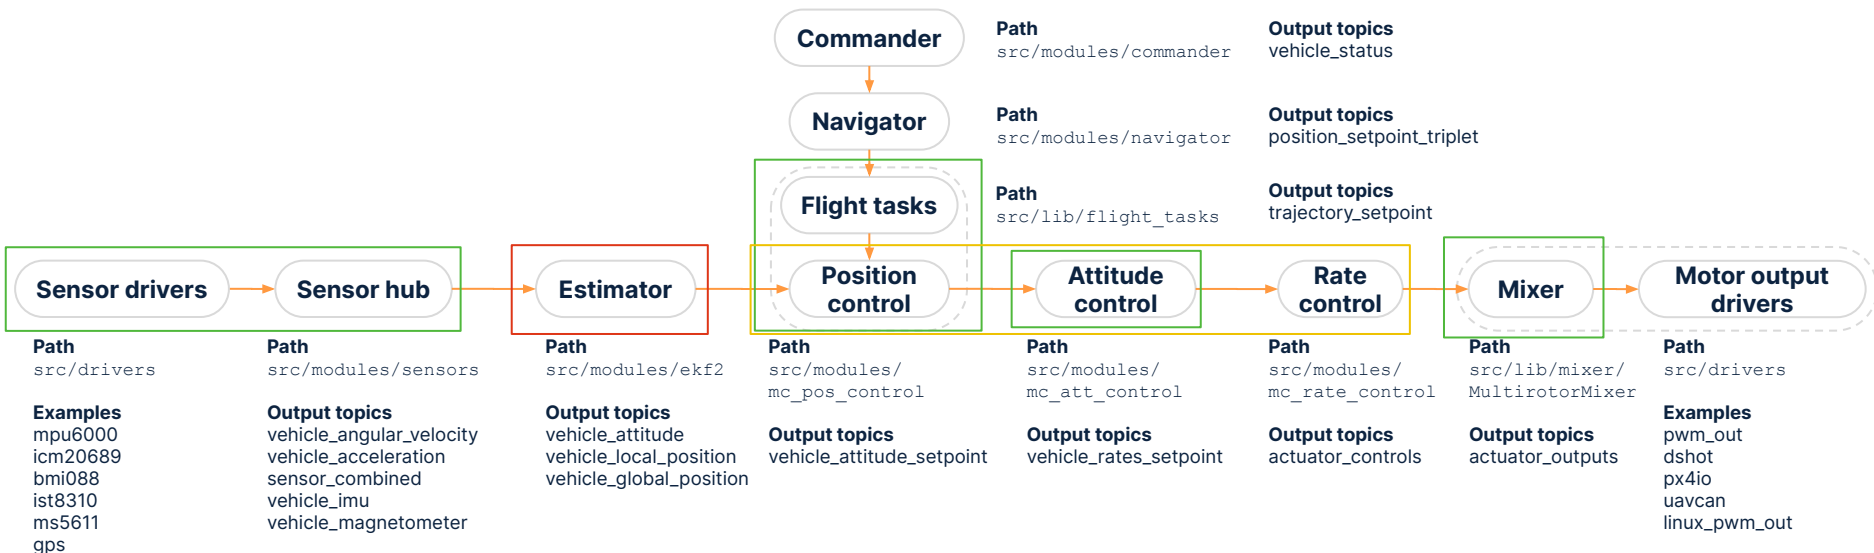 Commander
Path
src/modules/commander
Output topics
vehicle_status
Navigator
Path
src/modules/navigator
Output topics
position_setpoint_triplet
Flight tasks
Path
src/lib/flight_tasks
Output topics
trajectory_setpoint
Sensor drivers
Sensor hub
Estimator
Position
control
Attitude
control
Rate
control
Mixer
Motor output
drivers
Path
src/drivers
Examples
mpu6000
icm20689
bmi088
ist8310
ms5611
gps
Path
src/modules/sensors
Output topics
vehicle_angular_velocity
vehicle_acceleration
sensor_combined
vehicle_imu
vehicle_magnetometer
Path
src/modules/ekf2
Output topics
vehicle_attitude
vehicle_local_position
vehicle_global_position
Path
src/modules/
mc_pos_control
Output topics
vehicle_attitude_setpoint
Path
src/modules/
mc_att_control
Output topics
vehicle_rates_setpoint
Path
src/modules/
mc_rate_control
Output topics
actuator_controls
Path
src/lib/mixer/
MultirotorMixer
Output topics
actuator_outputs
Path
src/drivers
Examples
pwm_out
dshot
px4io
uavcan
linux_pwm_out